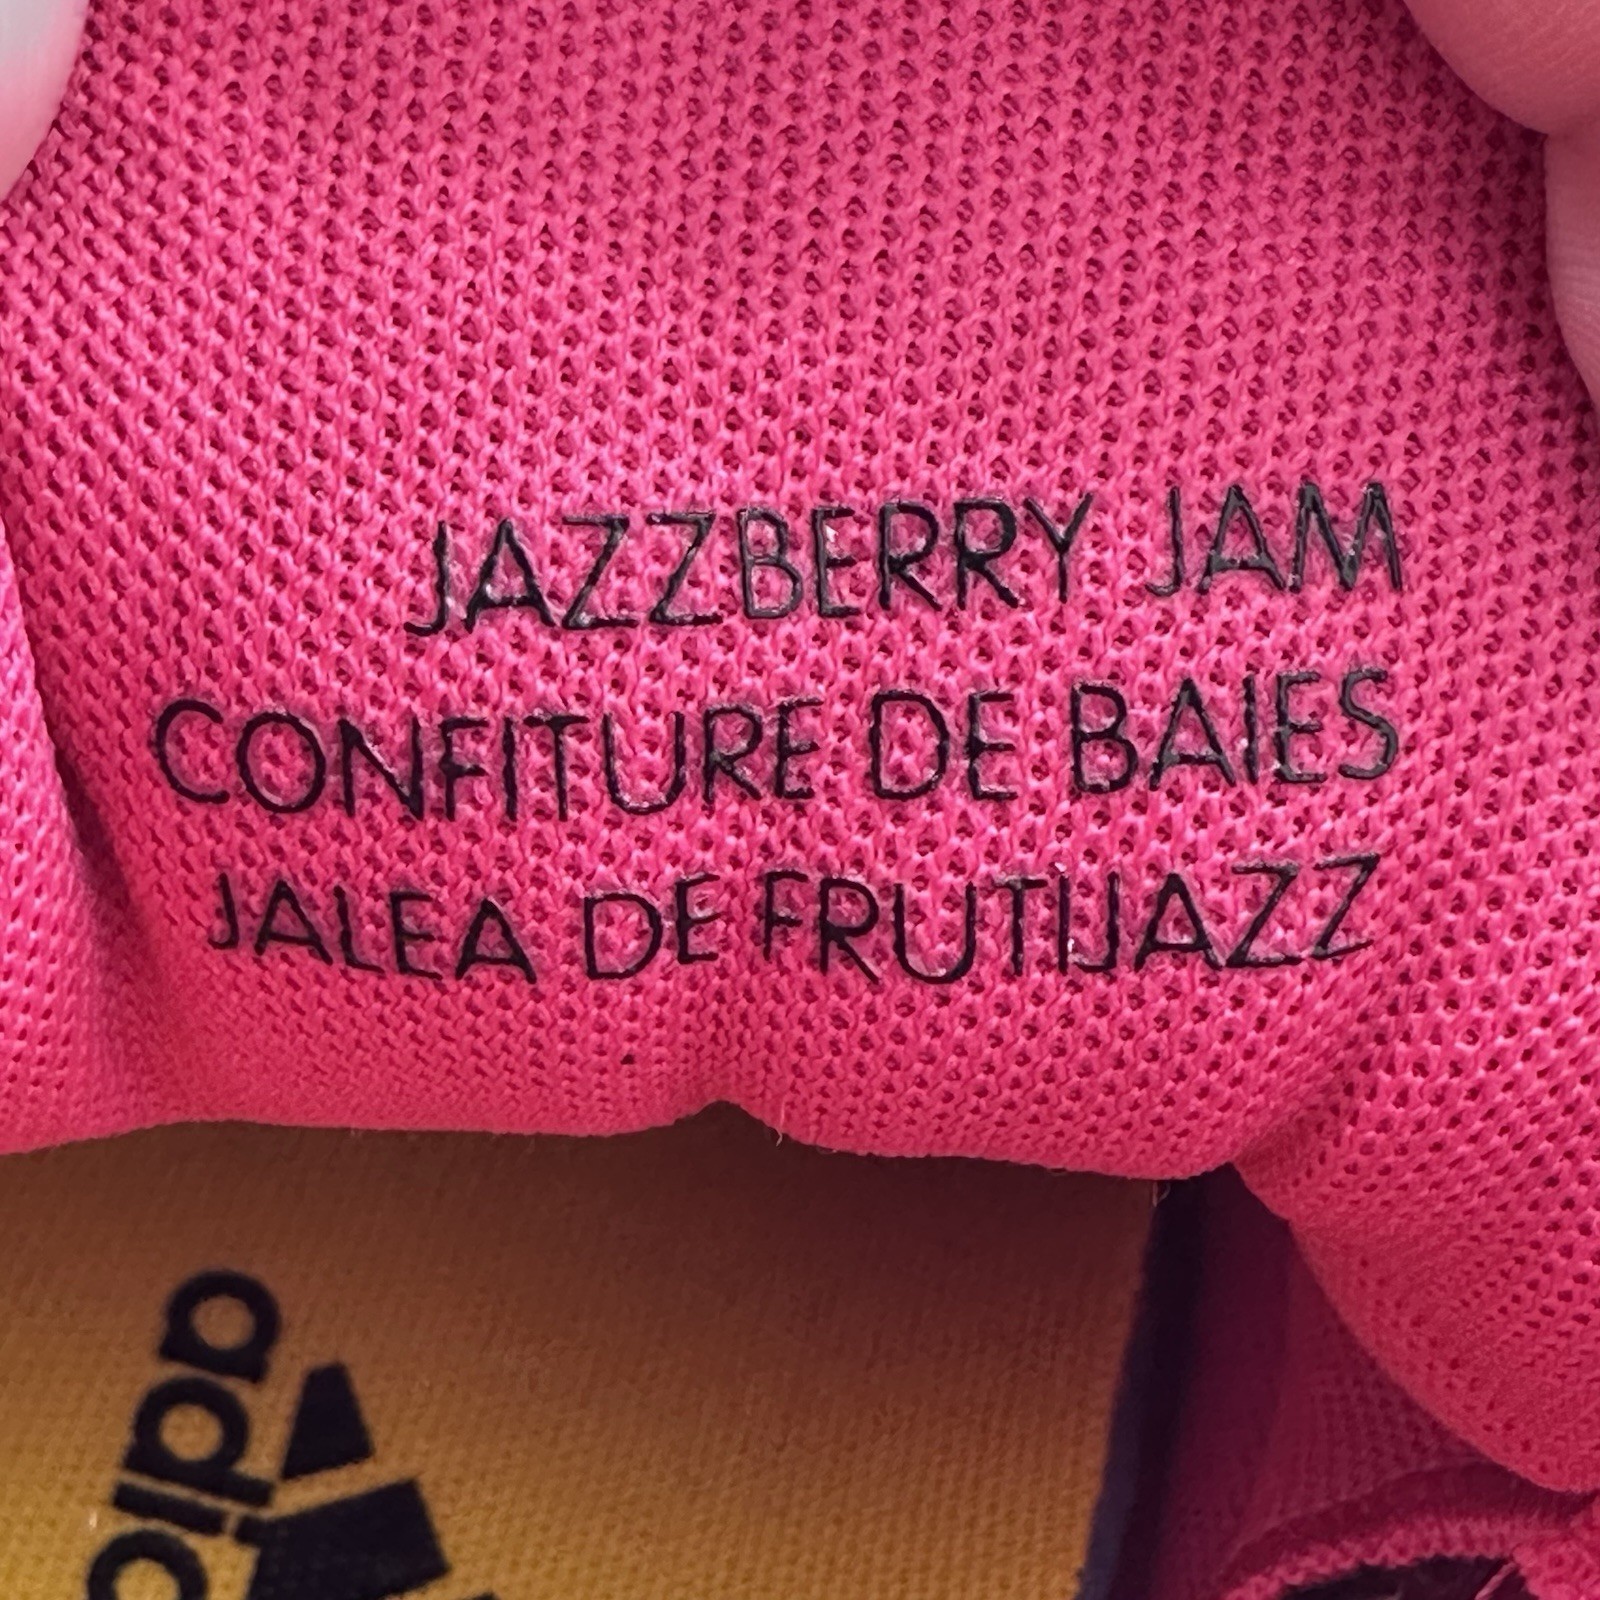 JAZZBERRY JAM
CONFITURE DE BAIES
JALEA DE FRUTIJAZZ